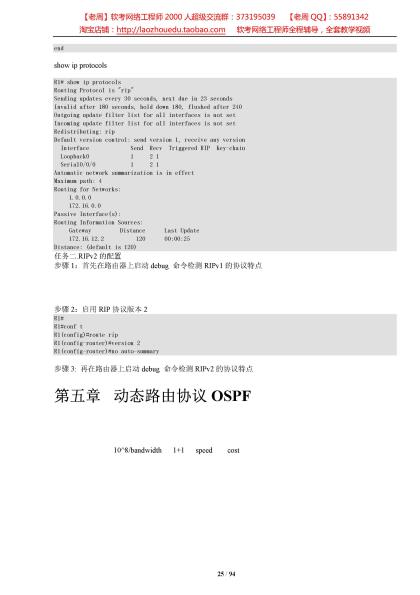 【老周】软考网络工程师 2000 人超级交流群：373195039 【老周 QQ】：55891342
淘宝店铺：http://laozhouedu.taobao.com 软考网络工程师全程辅导，全套教学视频
end
show ip protocols
R1# show ip protocols
Routing Protocol is "rip"
Sending updates every 30 seconds, next due in 23 seconds
Invalid after 180 seconds, hold down 180, flushed after 240
Outgoing update filter list for all interfaces is not set
Incoming update filter list for all interfaces is not set
Redistributing: rip
Default version control: send version 1, receive any version
Interface Send Recv Triggered RIP Key-chain
Loopback0 1 2 1
Serial0/0/0 1 2 1
Automatic network summarization is in effect
Maximum path: 4
Routing for Networks:
1.0.0.0
172.16.0.0
Passive Interface(s):
Routing Information Sources:
Gateway Distance Last Update
172.16.12.2 120 00:00:25
Distance: (default is 120)
任务二.RIPv2 的配置
步骤 1：首先在路由器上启动 debug 命令检测 RIPv1 的协议特点
步骤 2：启用 RIP 协议版本 2
R1#
R1#conf t
R1(config)#route rip
R1(config-router)#version 2
R1(config-router)#no auto-summary
步骤 3: 再在路由器上启动 debug 命令检测 RIPv2 的协议特点
第五章 动态路由协议 OSPF
10^8/bandwidth 1+1 speed cost
25 / 94